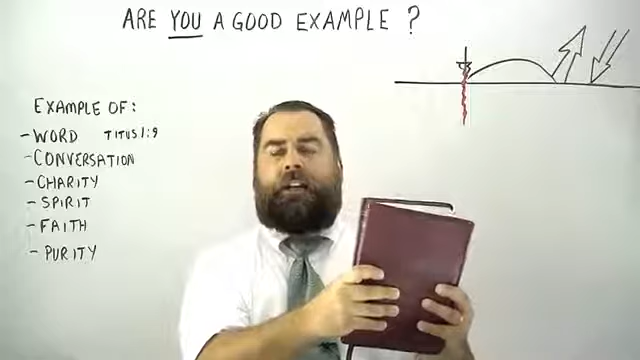 ARE YOU A GOOD EXAMPLE ?
EXAMPLE OF:
- WORD TITUS 1:9
- CONVERSATION
- CHARITY
- SPIRIT
- FAITH
- PURITY